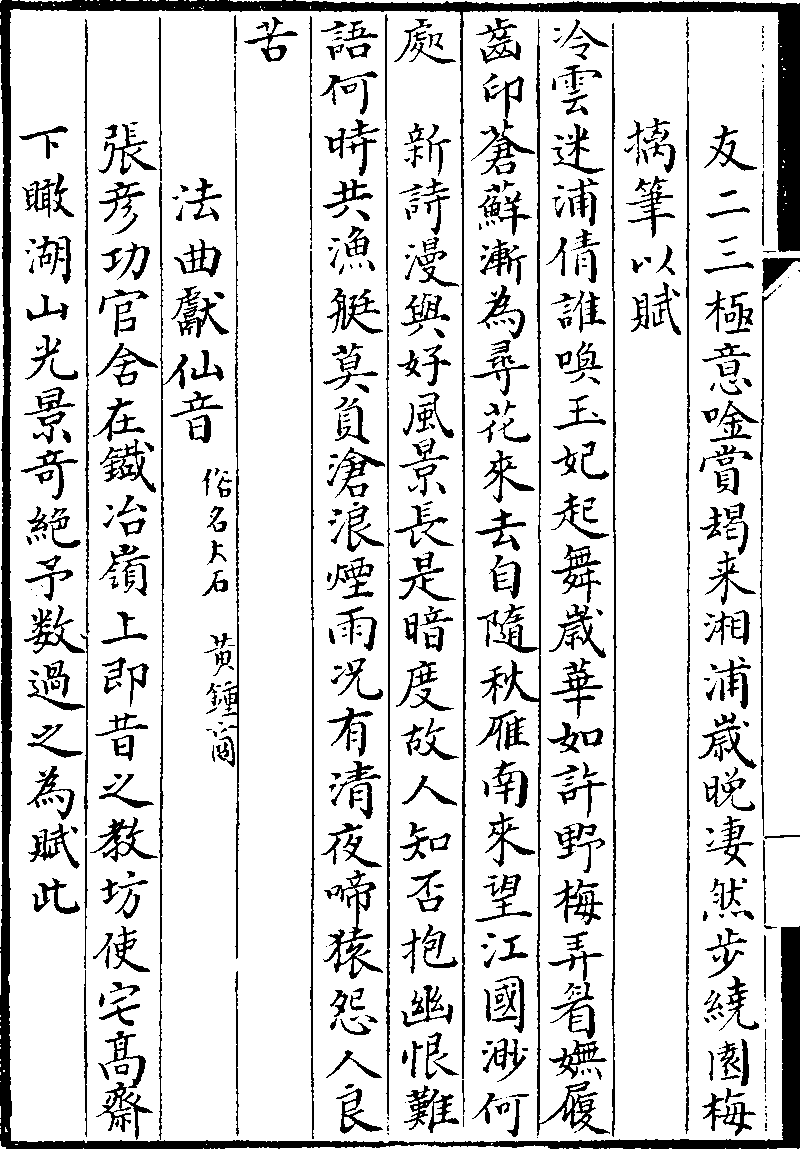 友二三極意唫賞朅来湘浦歲晚凄然步繞園梅
摛筆以賦
冷雲迷浦倩誰喚玉妃起舞歲華如許野梅弄眉嫵屐
齒印蒼蘚漸為尋花來去自隨秋雁南來望江國渺何
處　新詩漫與好風景長是暗度故人知否抱幽恨難
語何時共漁艇莫負滄浪煙雨况有清夜啼猿怨人良
苦
法曲獻仙音　俗名大石　黃鍾商
張彦功官舍在鐵冶嶺上即昔之教坊使宅高齋
下瞰湖山光景奇絕予数過之為賦此